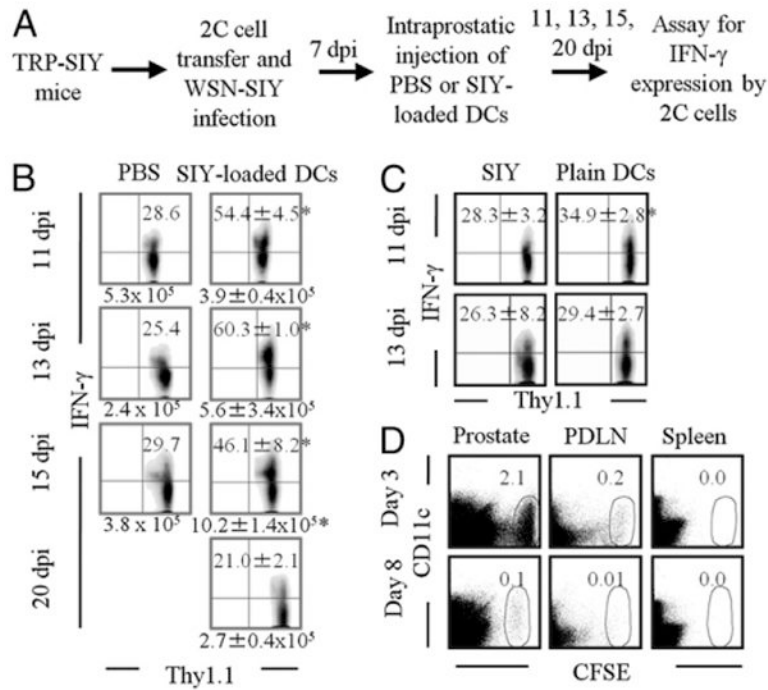 A
TRP-SIY
mice
2C cell
transfer and
WSN-SIY
infection
7 dpi
Intraprostatic
injection of
PBS or SIY-
loaded DCs
11, 13, 15,
20 dpi
Assay for
IFN-γ
expression by
2C cells
B
PBS SIY-loaded DCs
11 dpi
28.6 54.4±4.5*
5.3x 10⁵ 3.9±0.4x10⁵
13 dpi
25.4 60.3±1.0*
2.4 x 10⁵ 5.6±3.4x10⁵
IFN-γ
15 dpi
29.7 46.1±8.2*
3.8 x 10⁵ 10.2±1.4x10⁵*
20 dpi
21.0±2.1
2.7±0.4x10⁵
Thy1.1
C
SIY Plain DCs
11 dpi
28.3±3.2 34.9±2.8*
IFN-γ
13 dpi
26.3±8.2 29.4±2.7
Thy1.1
D
Prostate PDLN Spleen
Day 3
2.1 0.2 0.0
CD11c
Day 8
0.1 0.01 0.0
CFSE